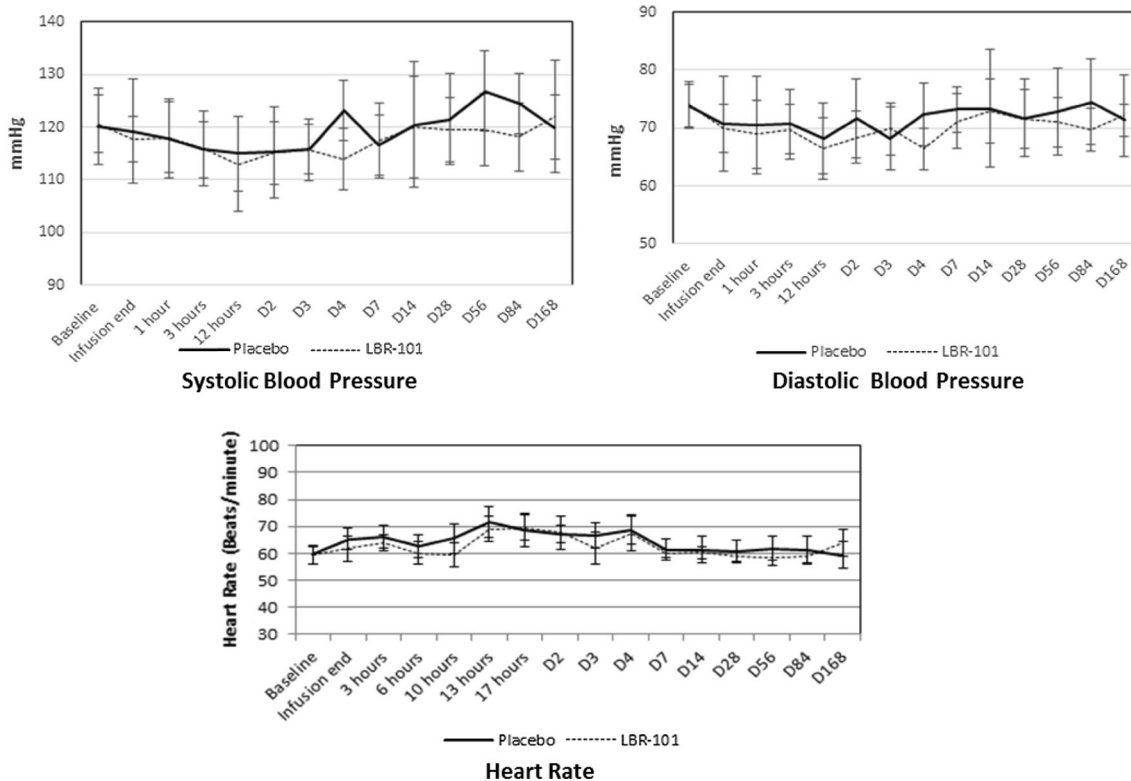 140
130
120
110
100
90
mmHg
Baseline
Infusion end
1 hour
3 hours
12 hours
D2
D3
D4
D7
D14
D28
D56
D84
D168
Placebo LBR-101
Systolic Blood Pressure
90
80
70
60
50
mmHg
Baseline
Infusion end
1 hour
3 hours
12 hours
D2
D3
D4
D7
D14
D28
D56
D84
D168
Placebo LBR-101
Diastolic Blood Pressure
100
90
80
70
60
50
40
30
Heart Rate (Beats/minute)
Baseline
Infusion end
3 hours
6 hours
10 hours
13 hours
17 hours
D2
D3
D4
D7
D14
D28
D56
D84
D168
Placebo LBR-101
Heart Rate